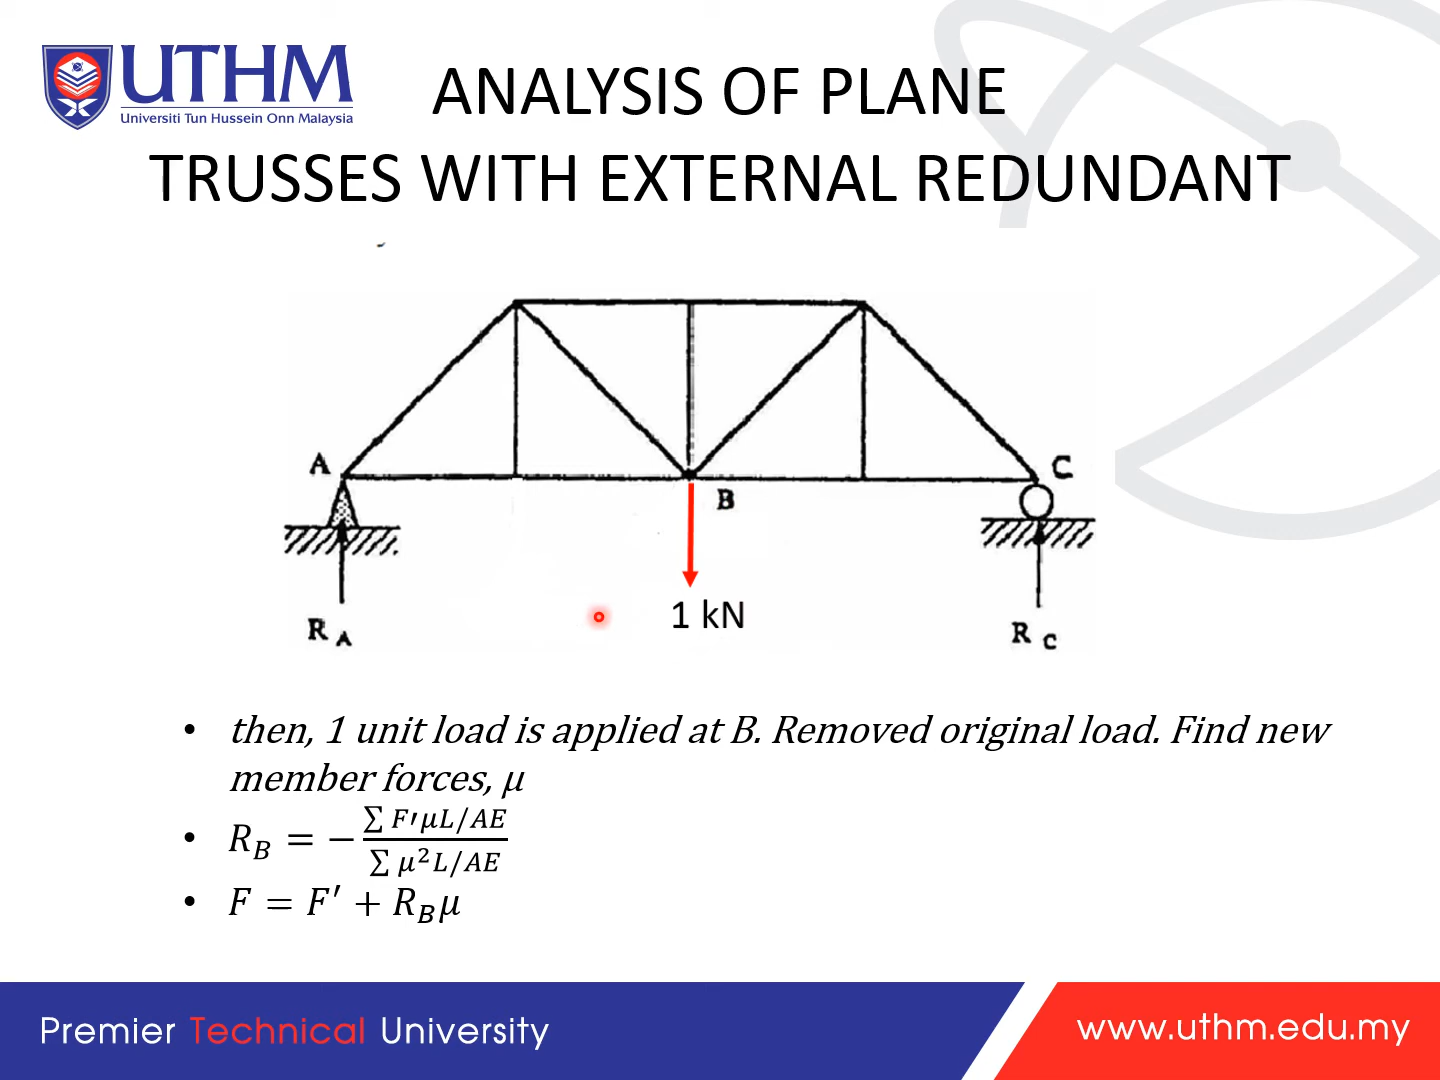 UTHM
Universiti Tun Hussein Onn Malaysia
ANALYSIS OF PLANE
TRUSSES WITH EXTERNAL REDUNDANT
A
B
C
1 kN
R A
R C
• then, 1 unit load is applied at B. Removed original load. Find new
member forces, μ
• R_B = −(∑ F′μL/AE)/(∑ μ²L/AE)
• F = F′ + R_Bμ
Premier Technical University
www.uthm.edu.my